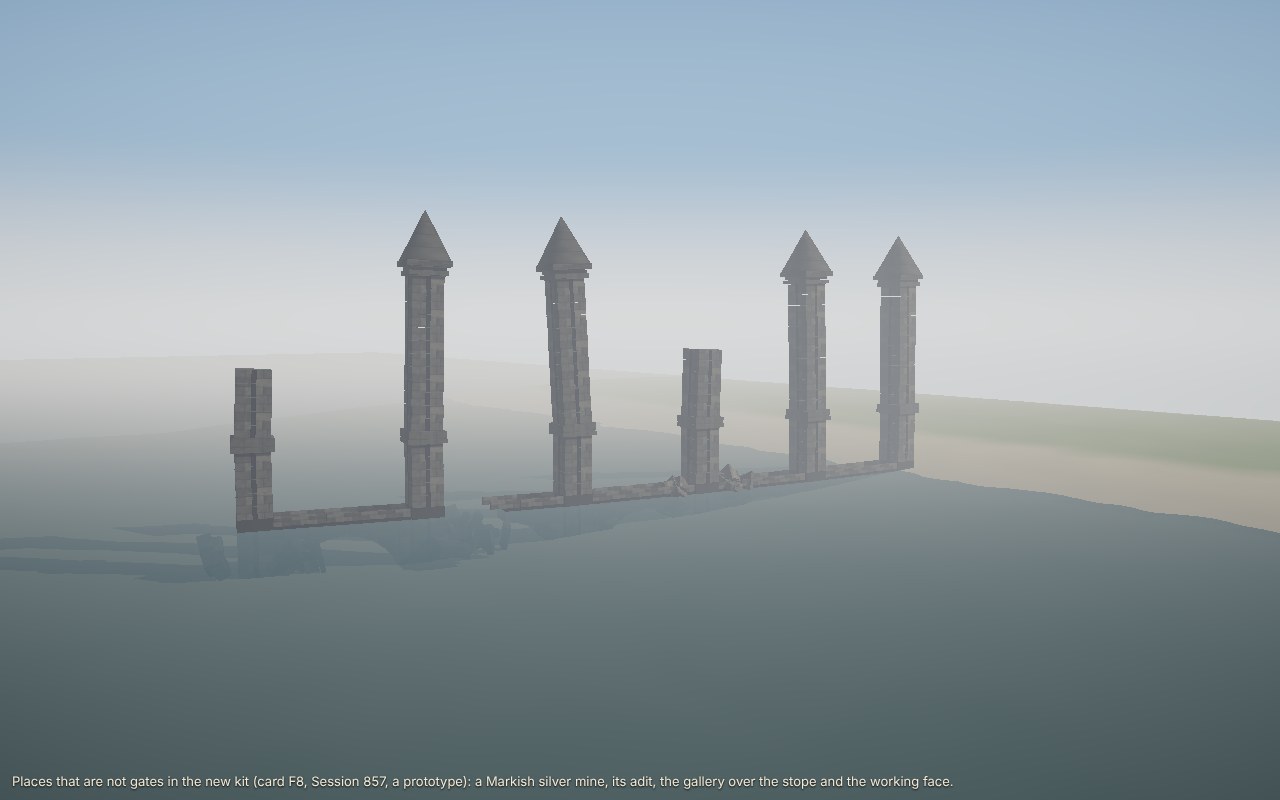 Places that are not gates in the new kit (card F8, Session 857, a prototype): a Markish silver mine, its adit, the gallery over the stope and the working face.